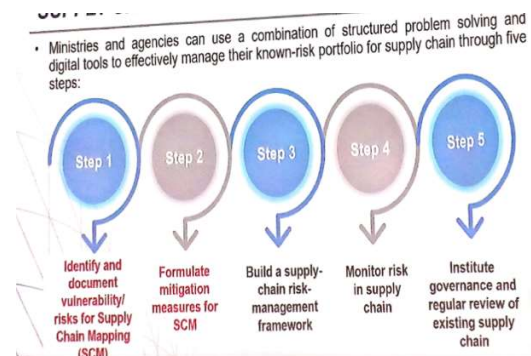 • Ministries and agencies can use a combination of structured problem solving and
digital tools to effectively manage their known-risk portfolio for supply chain through five
steps:
Step 1
Step 2
Step 3
Step 4
Step 5
Identify and
document
vulnerability/
risks for Supply
Chain Mapping
(SCM)
Formulate
mitigation
measures for
SCM
Build a supply-
chain risk-
management
framework
Monitor risk
in supply
chain
Institute
governance and
regular review of
existing supply
chain